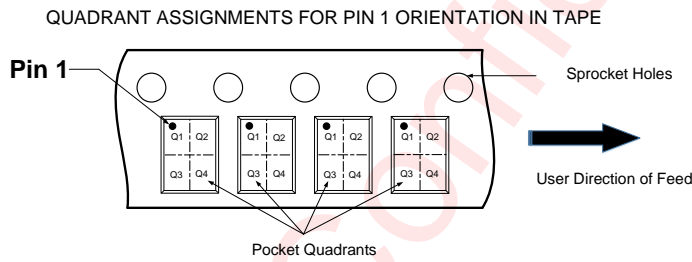 QUADRANT ASSIGNMENTS FOR PIN 1 ORIENTATION IN TAPE
Pin 1
Sprocket Holes
Q1 Q2 Q1 Q2 Q1 Q2 Q1 Q2
Q3 Q4 Q3 Q4 Q3 Q4 Q3 Q4
User Direction of Feed
Pocket Quadrants